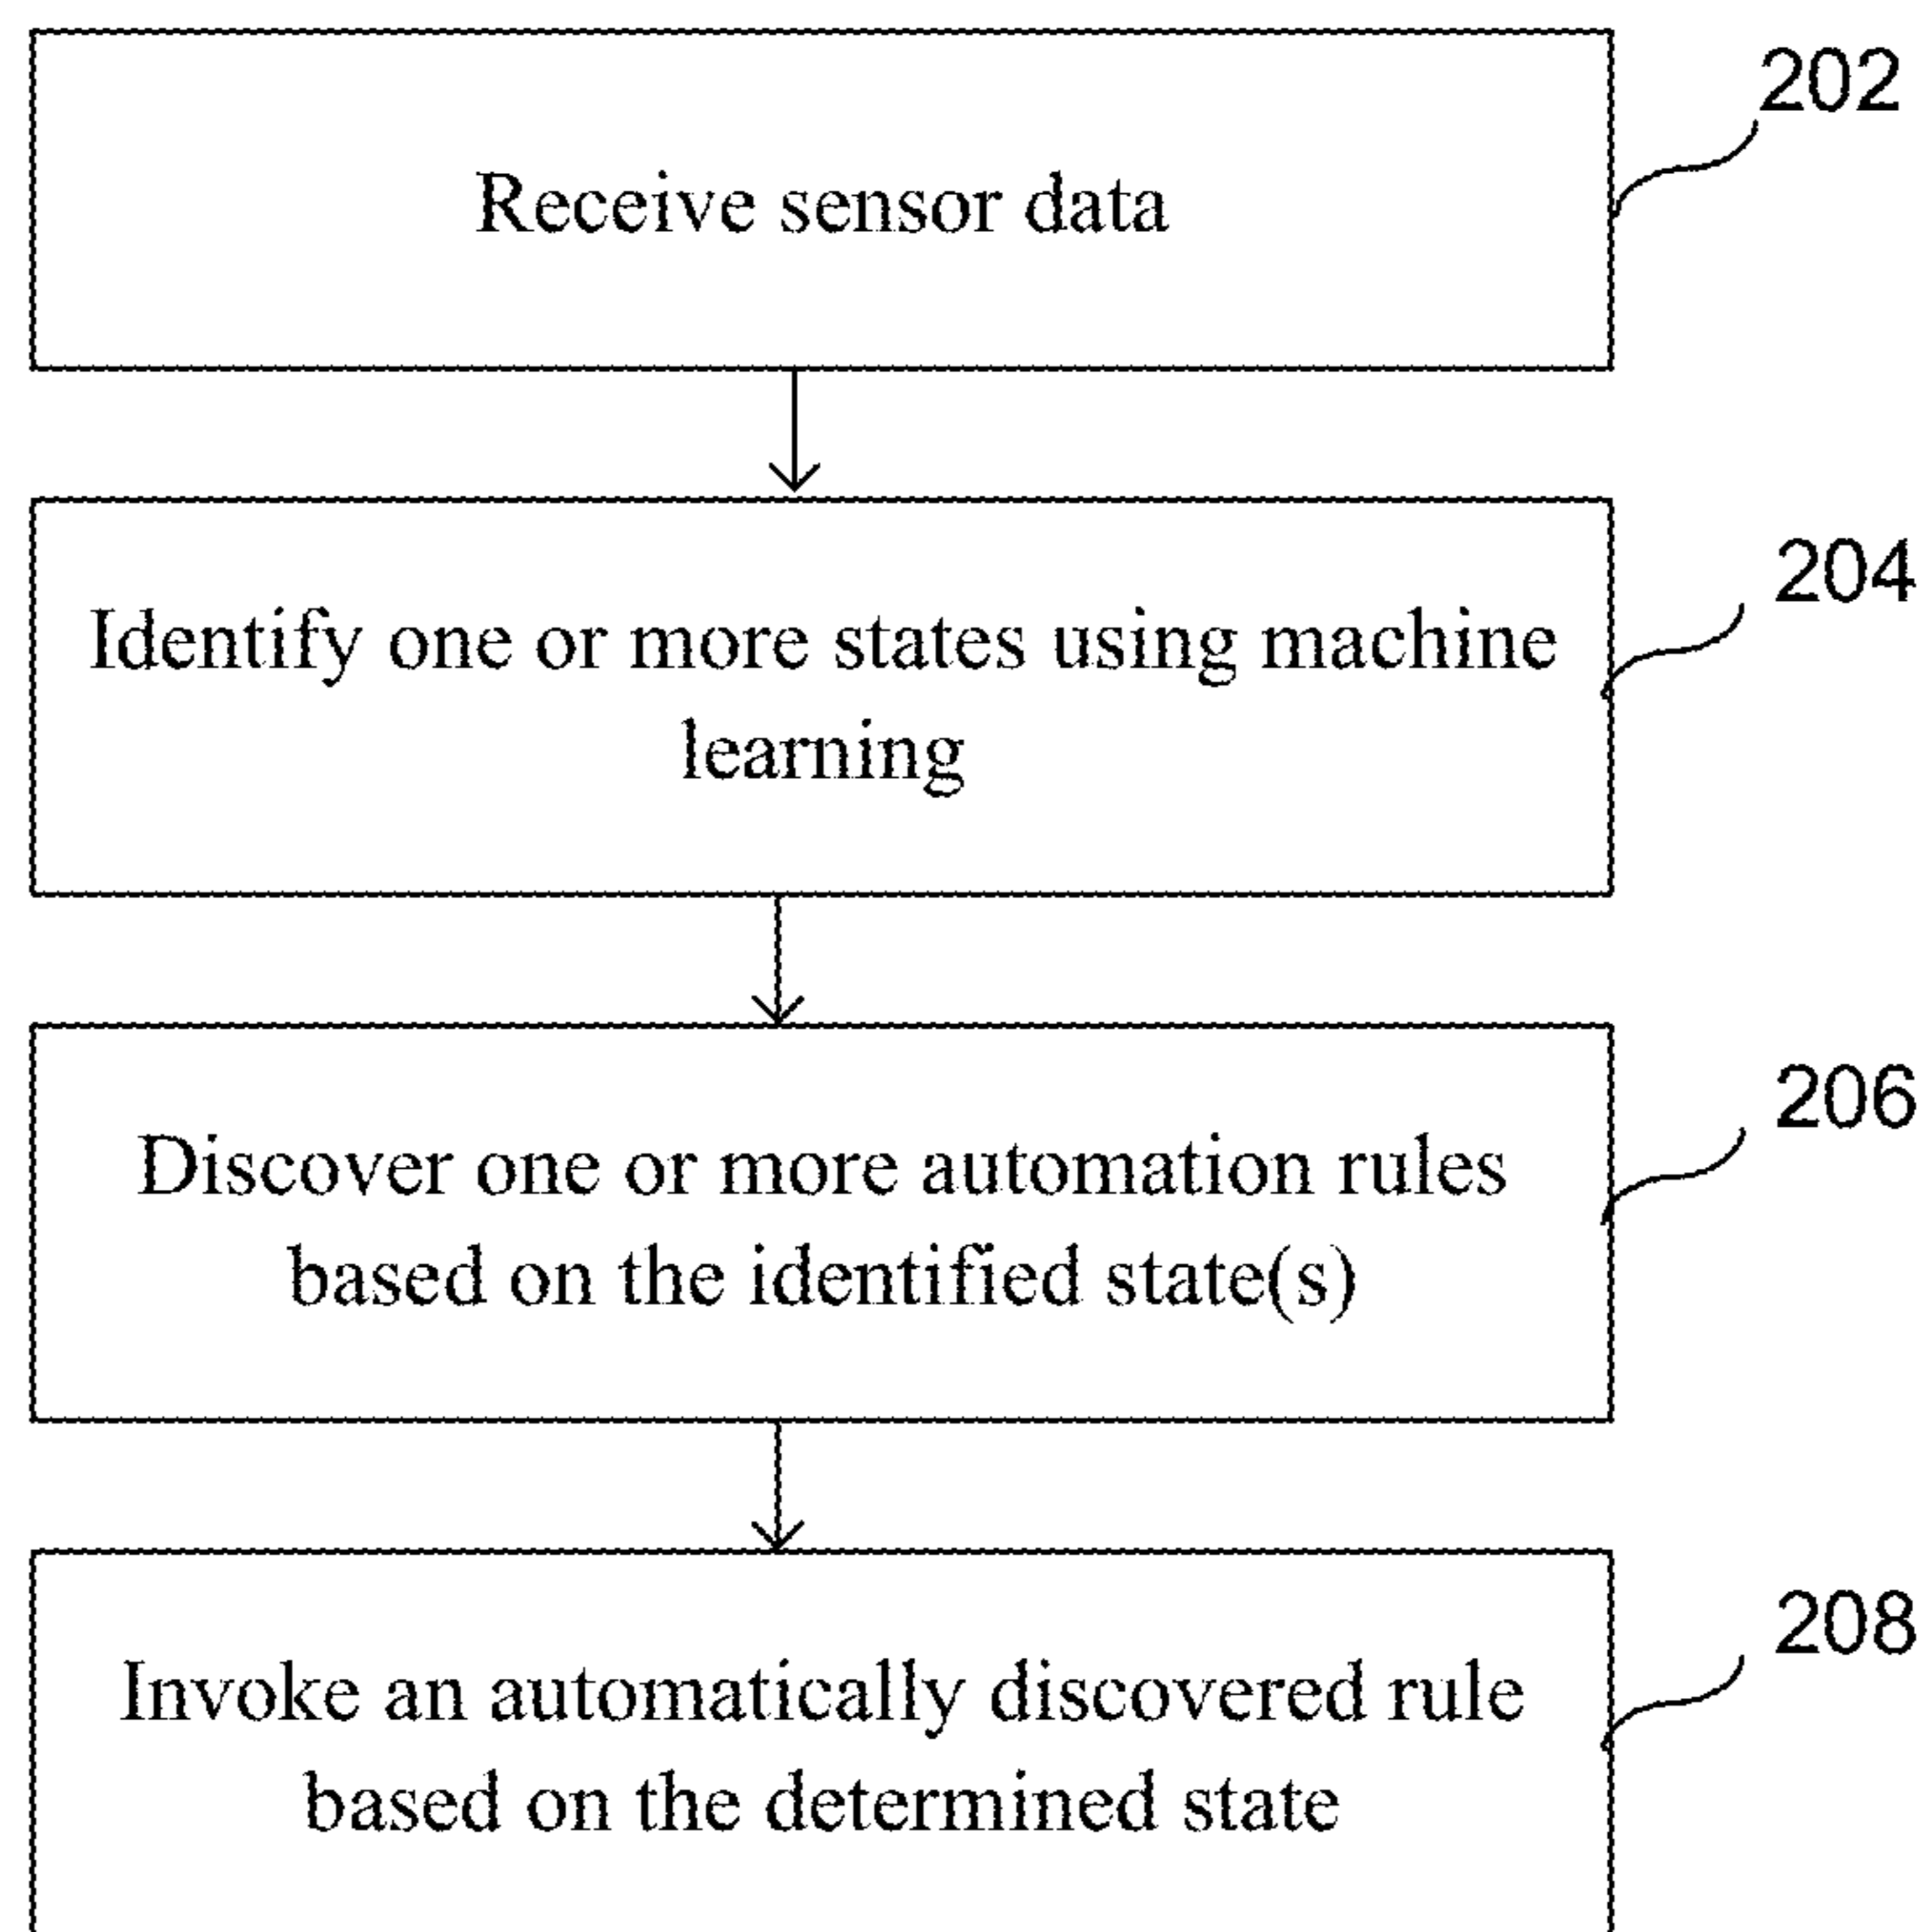 202
Receive sensor data
204
Identify one or more states using machine
learning
206
Discover one or more automation rules
based on the identified state(s)
208
Invoke an automatically discovered rule
based on the determined state